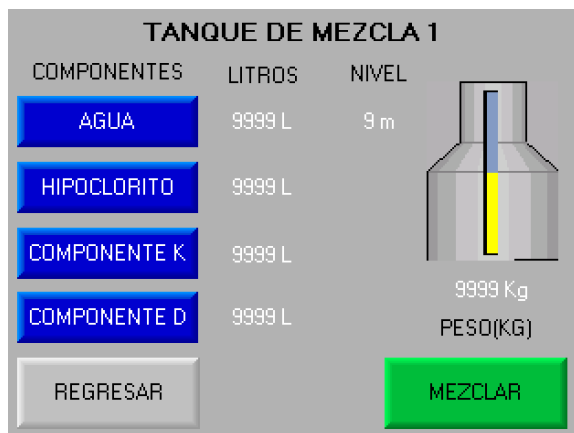 TANQUE DE MEZCLA 1
COMPONENTES LITROS NIVEL
AGUA 9999 L 9 m
HIPOCLORITO 9999 L
COMPONENTE K 9999 L
COMPONENTE D 9999 L
9999 Kg
PESO(KG)
REGRESAR MEZCLAR